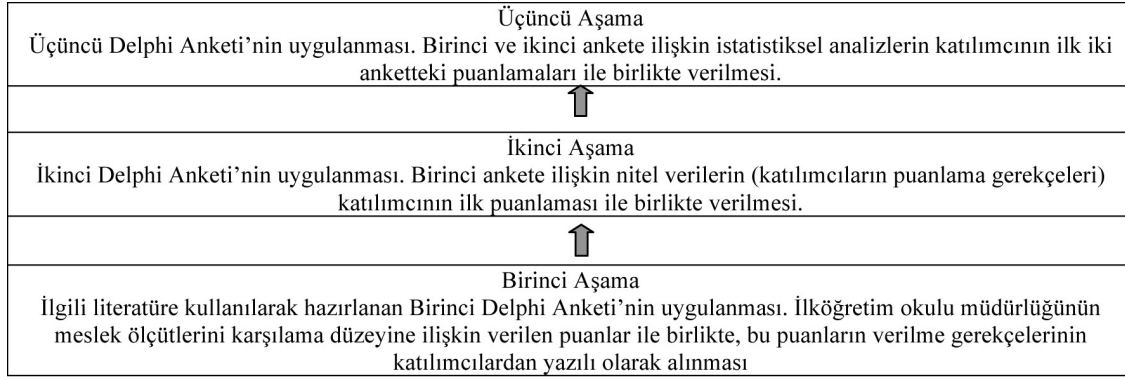 Üçüncü Aşama
Üçüncü Delphi Anketi’nin uygulanması. Birinci ve ikinci ankete ilişkin istatistiksel analizlerin katılımcının ilk iki
anketteki puanlamaları ile birlikte verilmesi.
İkinci Aşama
İkinci Delphi Anketi’nin uygulanması. Birinci ankete ilişkin nitel verilerin (katılımcıların puanlama gerekçeleri)
katılımcının ilk puanlaması ile birlikte verilmesi.
Birinci Aşama
İlgili literatüre kullanılarak hazırlanan Birinci Delphi Anketi’nin uygulanması. İlköğretim okulu müdürlüğünün
meslek ölçütlerini karşılama düzeyine ilişkin verilen puanlar ile birlikte, bu puanların verilme gerekçelerinin
katılımcılardan yazılı olarak alınması